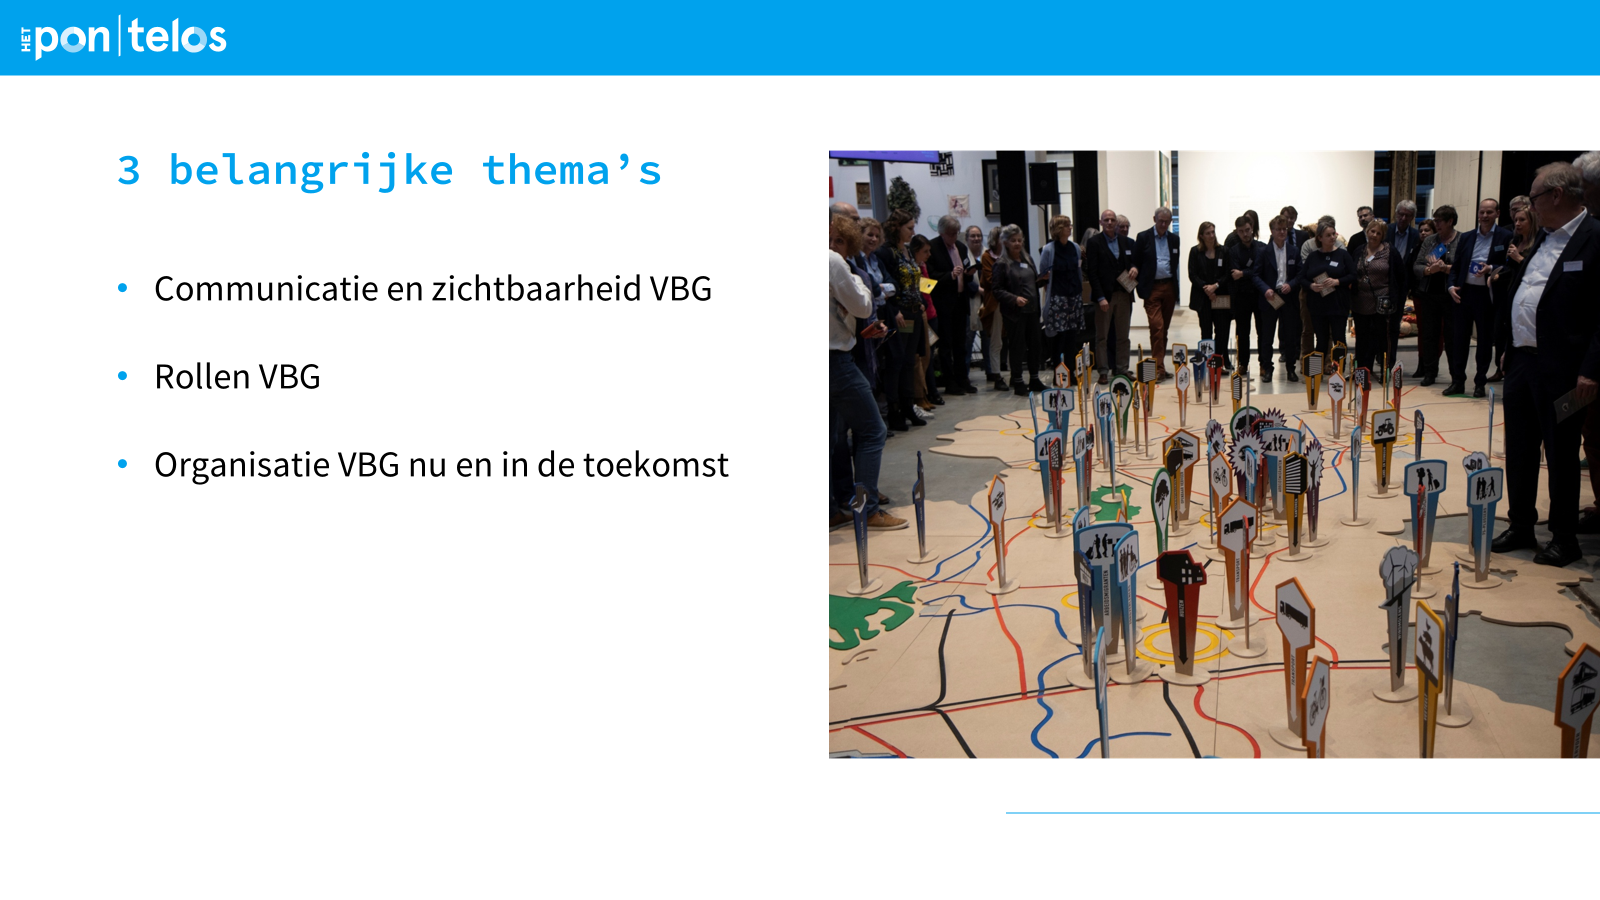 HET pon telos
3 belangrijke thema’s
• Communicatie en zichtbaarheid VBG
• Rollen VBG
• Organisatie VBG nu en in de toekomst